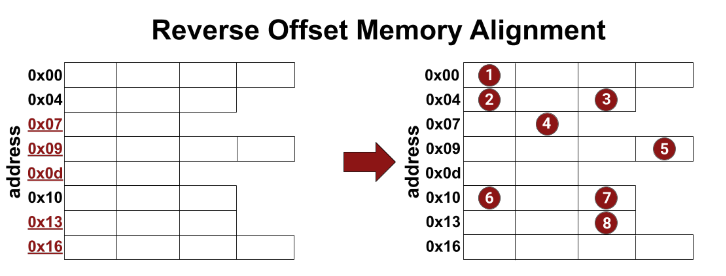 Reverse Offset Memory Alignment
address
0x00
0x04
0x07
0x09
0x0d
0x10
0x13
0x16
address
0x00 1
0x04 2 3
0x07 4
0x09 5
0x0d
0x10 6 7
0x13 8
0x16